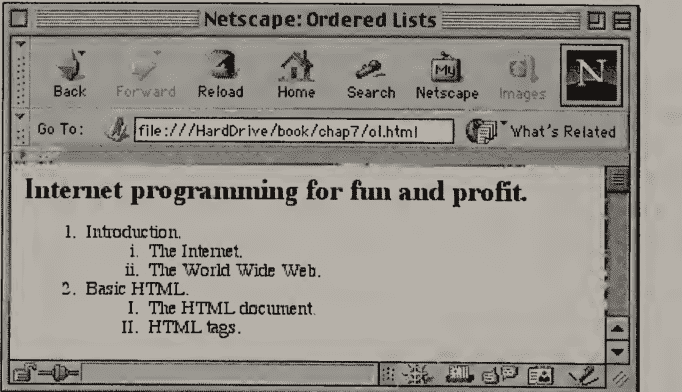 Netscape: Ordered Lists
Back Forward Reload Home Search Netscape Images
My
N
Go To: file:///HardDrive/book/chap7/ol.html What's Related
Internet programming for fun and profit.
1. Introduction.
i. The Internet.
ii. The World Wide Web.
2. Basic HTML.
I. The HTML document.
II. HTML tags.